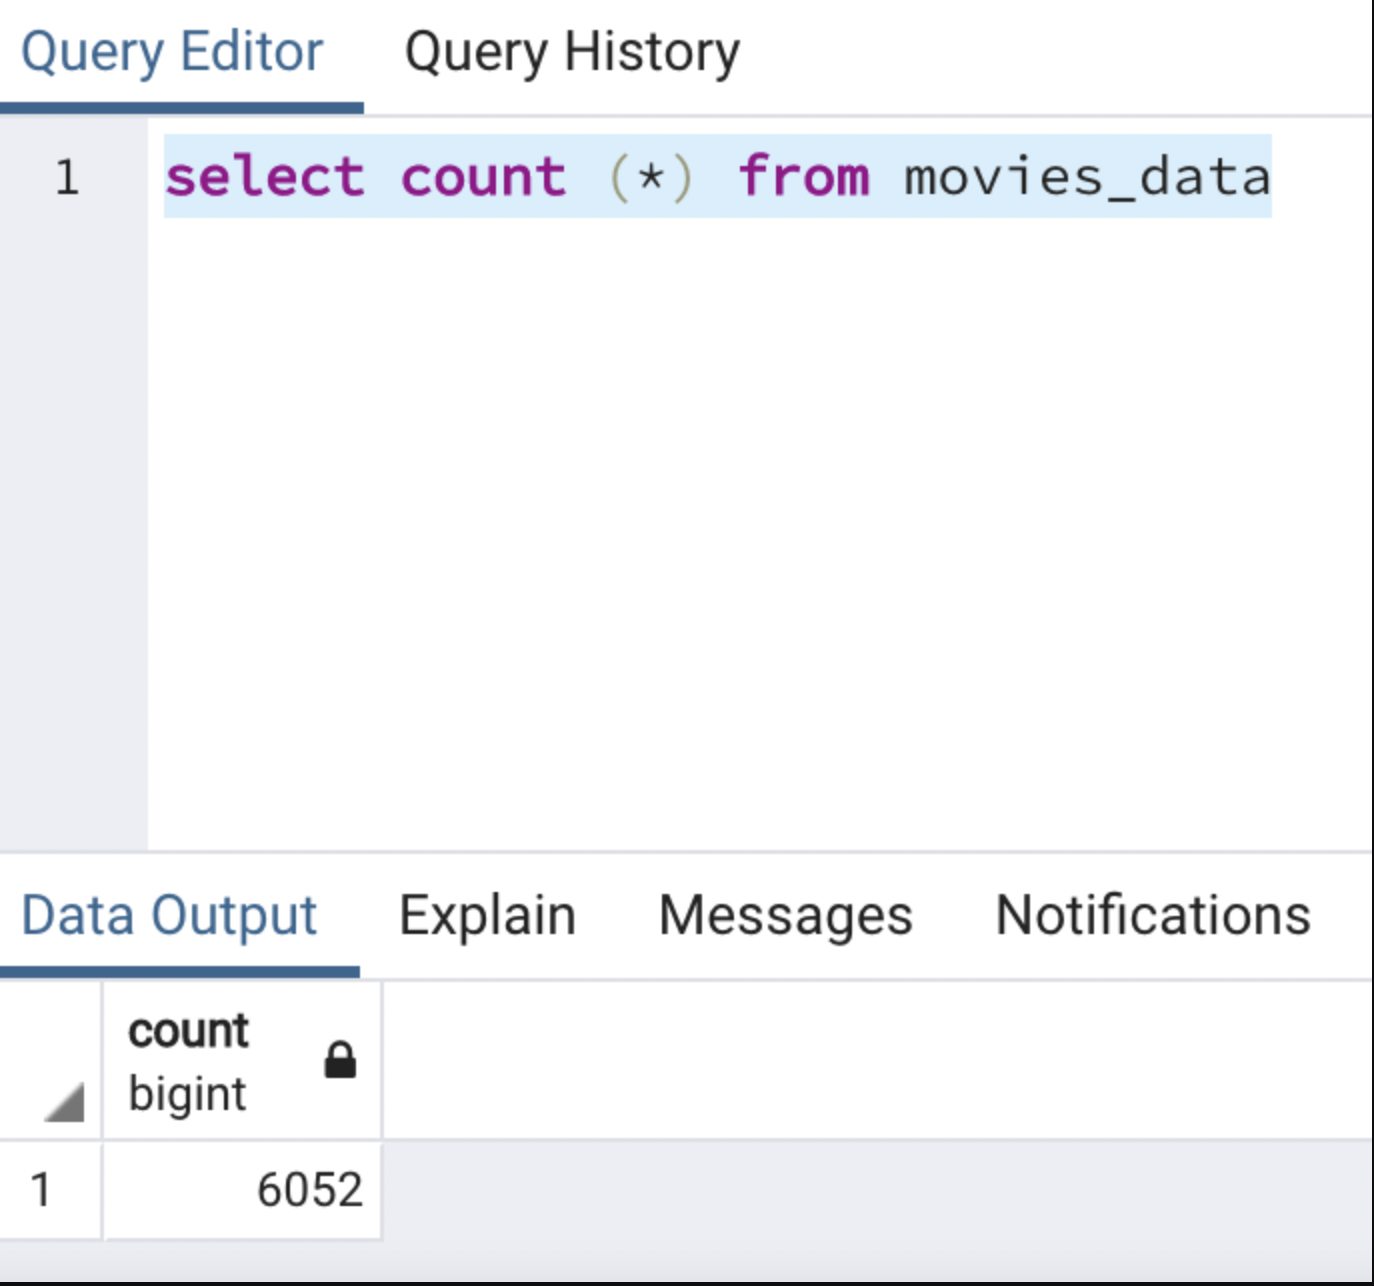 Query Editor Query History
1 select count (*) from movies_data
Data Output Explain Messages Notifications
count
bigint
1 6052